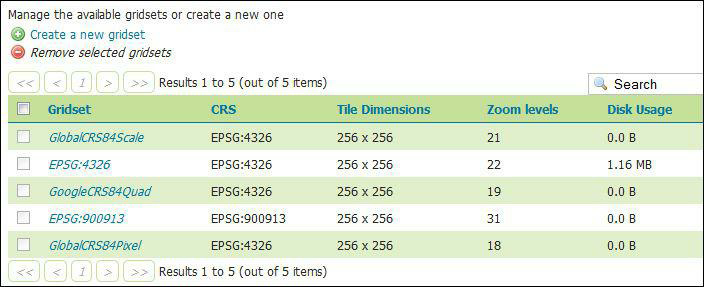 Manage the available gridsets or create a new one
Create a new gridset
Remove selected gridsets
<< < 1 > >> Results 1 to 5 (out of 5 items) Search
Gridset CRS Tile Dimensions Zoom levels Disk Usage
GlobalCRS84Scale EPSG:4326 256 x 256 21 0.0 B
EPSG:4326 EPSG:4326 256 x 256 22 1.16 MB
GoogleCRS84Quad EPSG:4326 256 x 256 19 0.0 B
EPSG:900913 EPSG:900913 256 x 256 31 0.0 B
GlobalCRS84Pixel EPSG:4326 256 x 256 18 0.0 B
<< < 1 > >> Results 1 to 5 (out of 5 items)